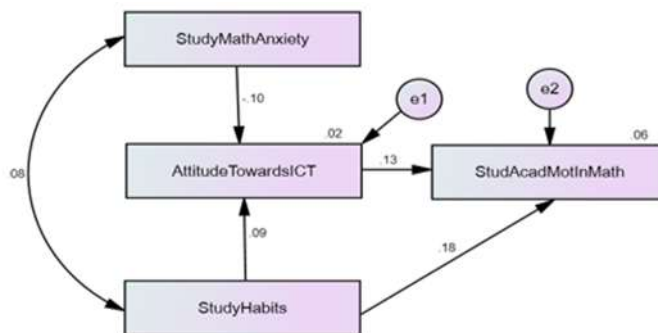 StudyMathAnxiety
-.10
e1
e2
.02
.06
08
AttitudeTowardsICT
.13
StudAcadMotInMath
.09
.18
StudyHabits